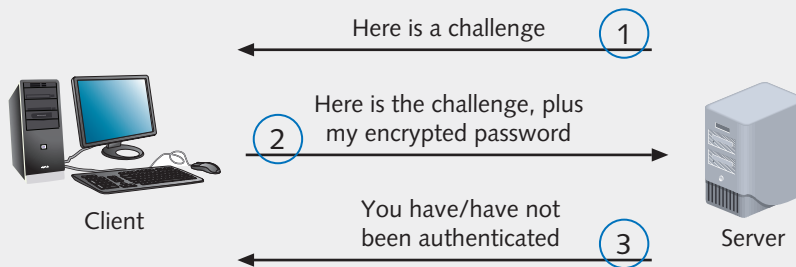 Here is a challenge
1
Here is the challenge, plus
my encrypted password
2
Client
You have/have not
been authenticated
3
Server